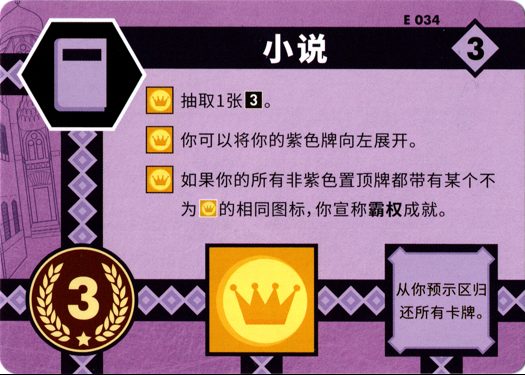 E 034
小说
3
抽取1张3。
你可以将你的紫色牌向左展开。
如果你的所有非紫色置顶牌都带有某个不
为的相同图标，你宣称霸权成就。
3
从你预示区归
还所有卡牌。